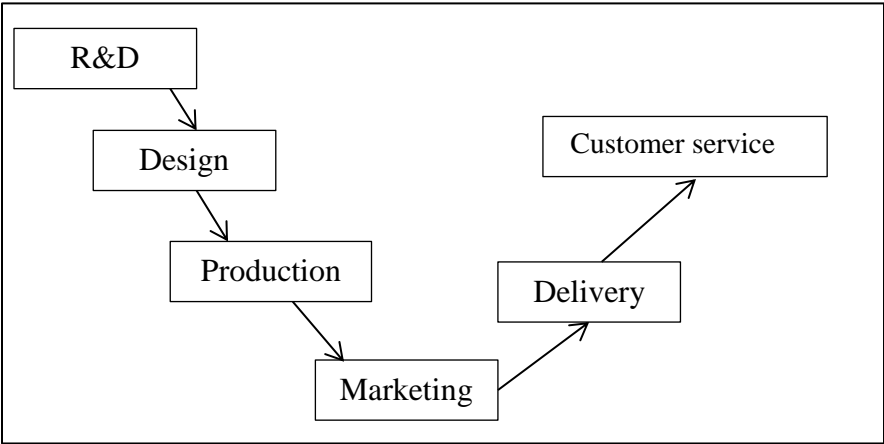 R&D
Design
Production
Marketing
Delivery
Customer service